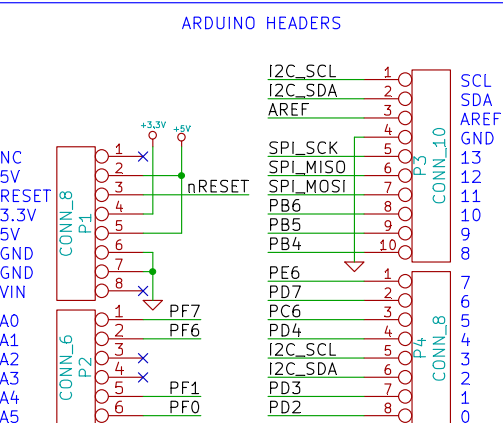 ARDUINO HEADERS
+3,3V
+5V
NC 1
5V 2
RESET 3 nRESET
3.3V 4
5V 5
GND 6
GND 7
VIN 8
CONN_8
P1
A0 1 PF7
A1 2 PF6
A2 3
A3 4
A4 5 PF1
A5 6 PF0
CONN_6
P2
I2C_SCL 1 SCL
I2C_SDA 2 SDA
AREF 3 AREF
4 GND
SPI_SCK 5 13
SPI_MISO 6 12
SPI_MOSI 7 11
PB6 8 10
PB5 9 9
PB4 10 8
P3
CONN_10
PE6 1 7
PD7 2 6
PC6 3 5
PD4 4 4
I2C_SCL 5 3
I2C_SDA 6 2
PD3 7 1
PD2 8 0
P4
CONN_8